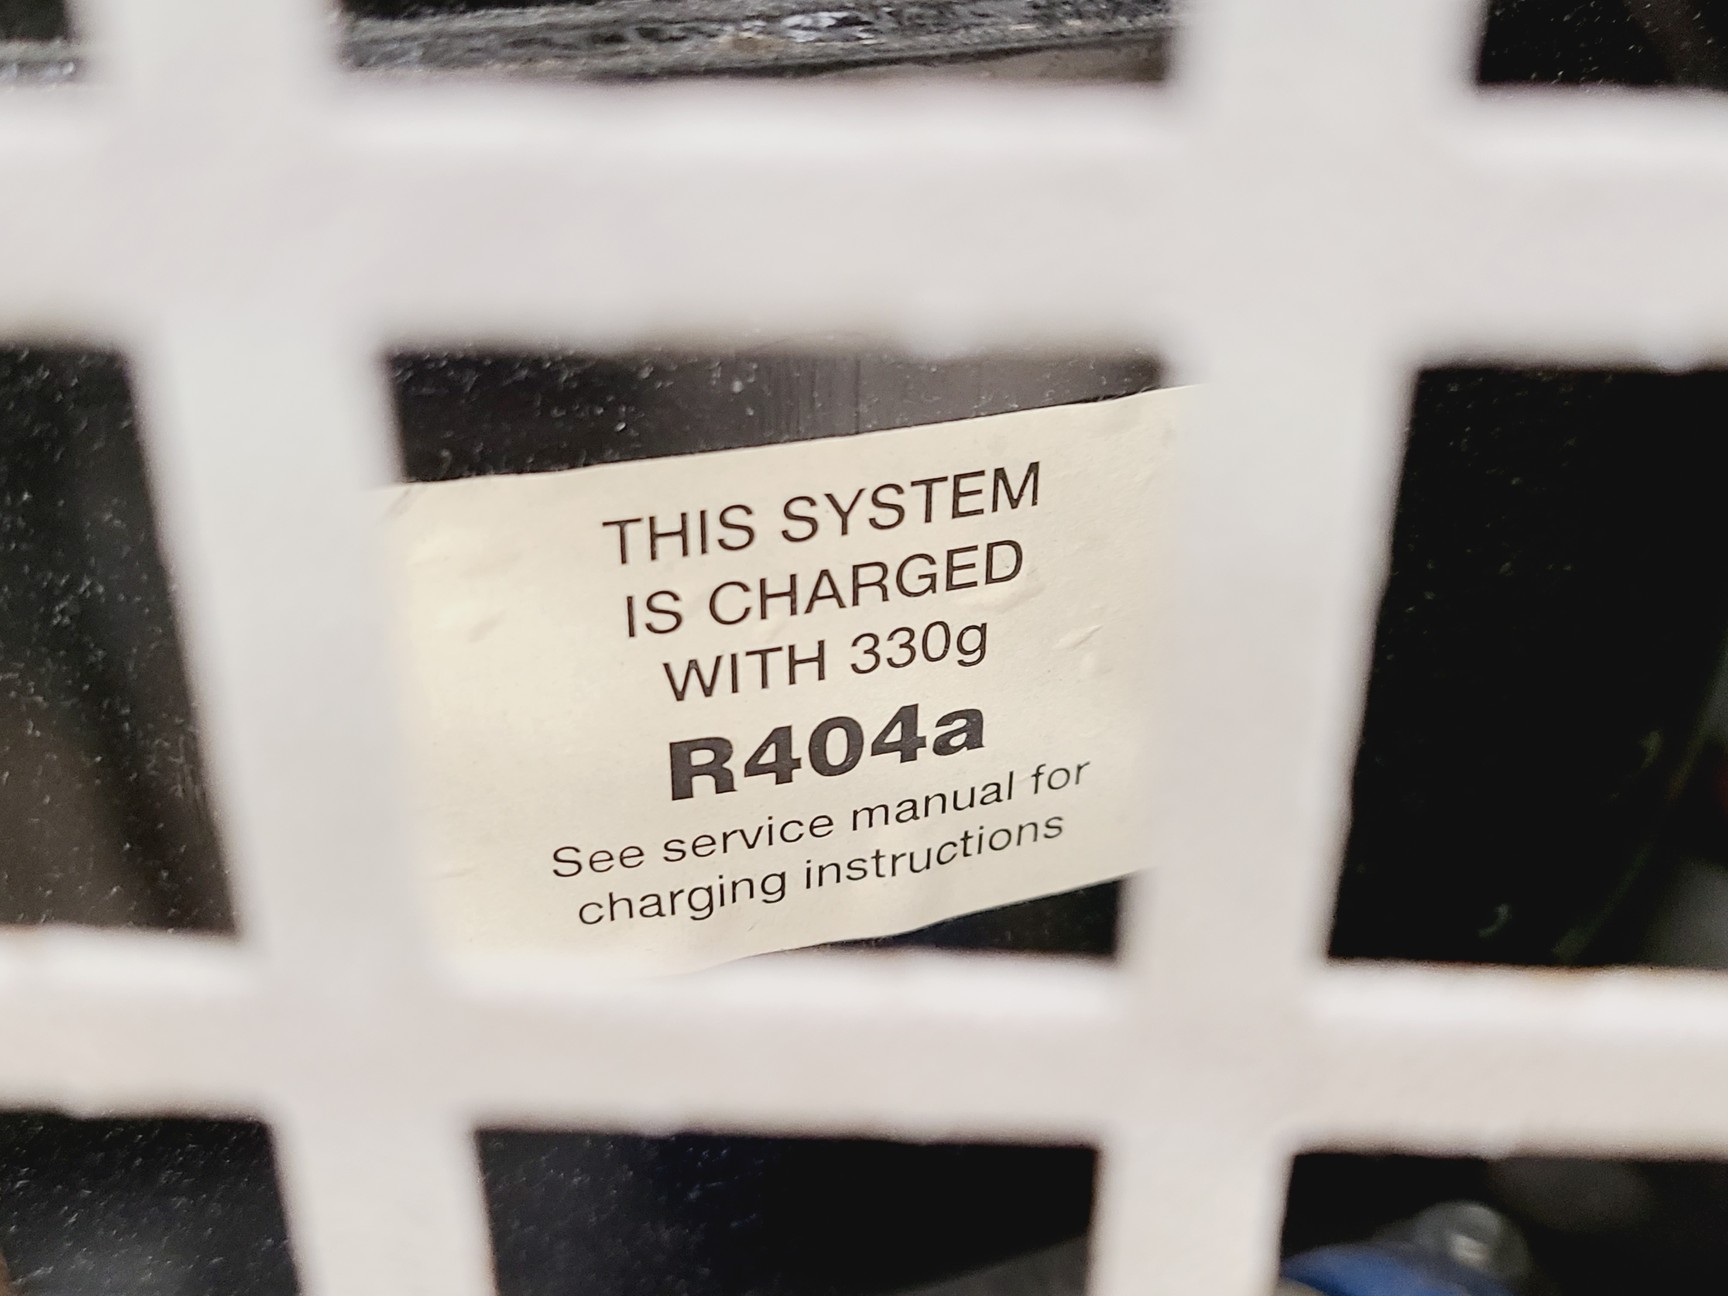 THIS SYSTEM
IS CHARGED
WITH 330g
R404a
See service manual for
charging instructions